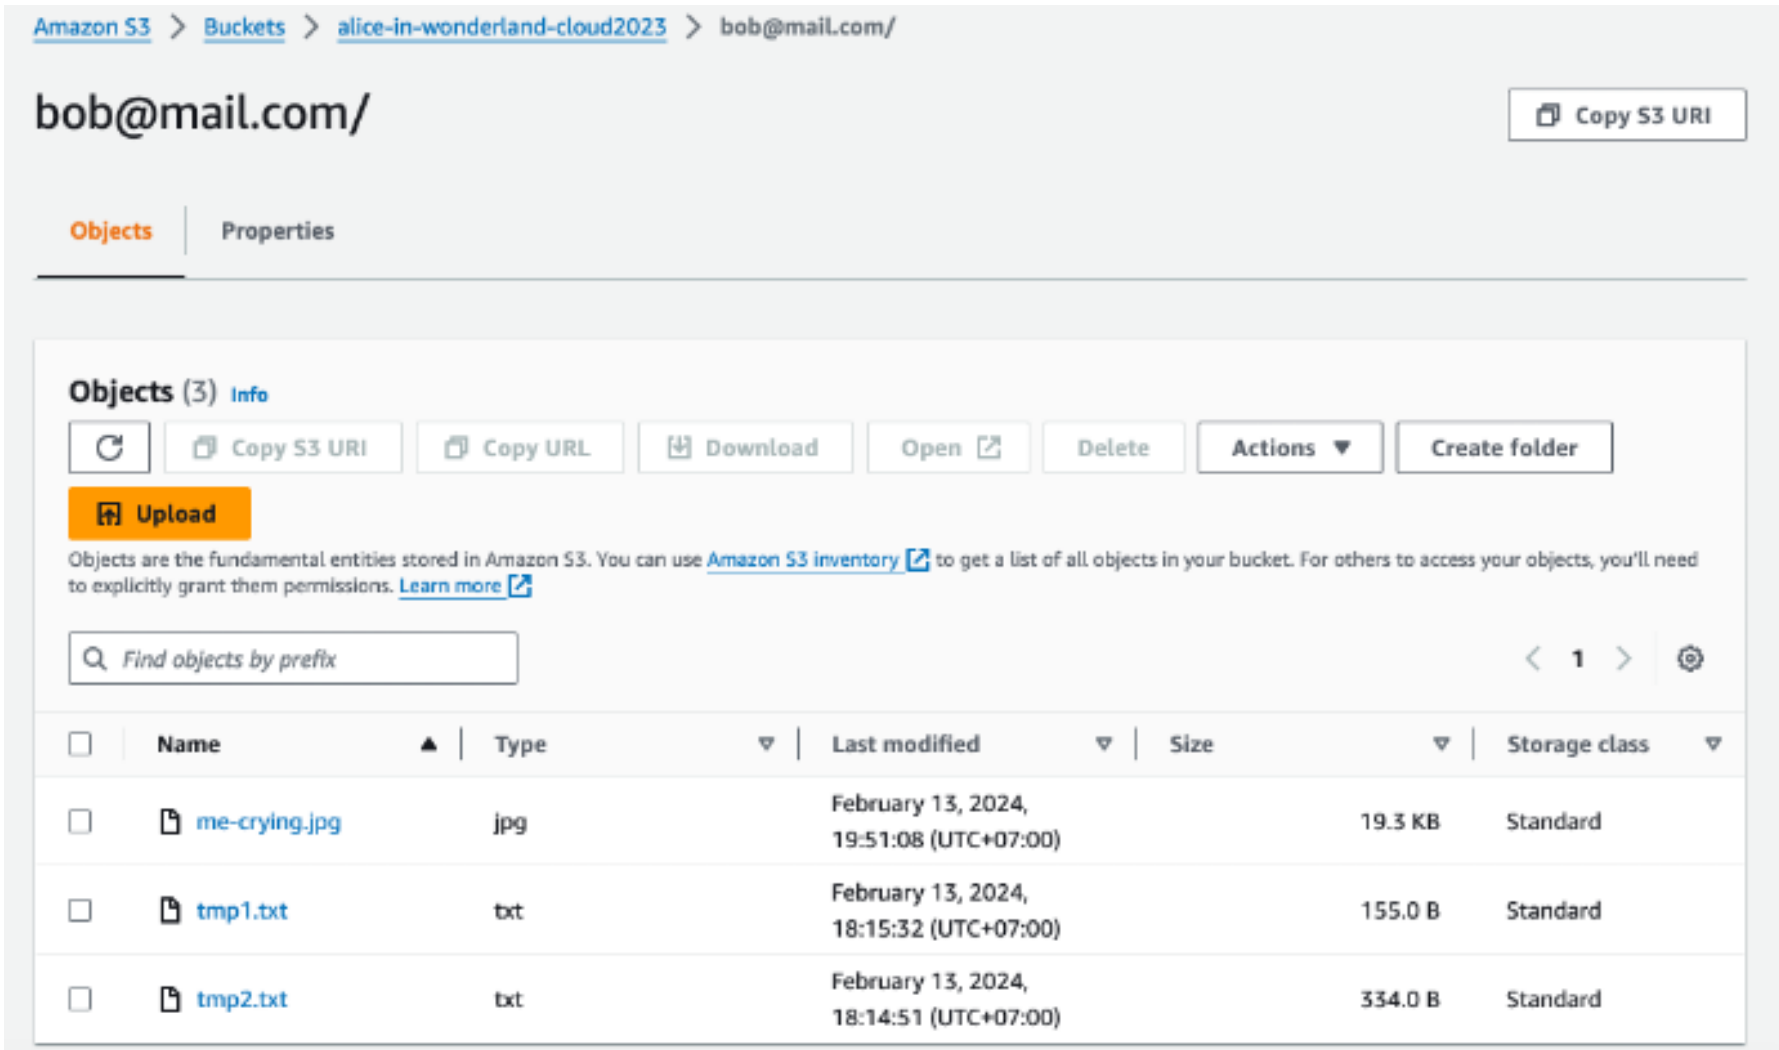 Amazon S3 > Buckets > alice-in-wonderland-cloud2023 > bob@mail.com/
bob@mail.com/
Copy S3 URI
Objects Properties
Objects (3) Info
Copy S3 URI Copy URL Download Open Delete Actions Create folder
Upload
Objects are the fundamental entities stored in Amazon S3. You can use Amazon S3 inventory to get a list of all objects in your bucket. For others to access your objects, you'll need
to explicitly grant them permissions. Learn more
Find objects by prefix
< 1 >
Name Type Last modified Size Storage class
me-crying.jpg jpg February 13, 2024, 19.3 KB Standard
19:51:08 (UTC+07:00)
tmp1.txt txt February 13, 2024, 155.0 B Standard
18:15:32 (UTC+07:00)
tmp2.txt txt February 13, 2024, 334.0 B Standard
18:14:51 (UTC+07:00)